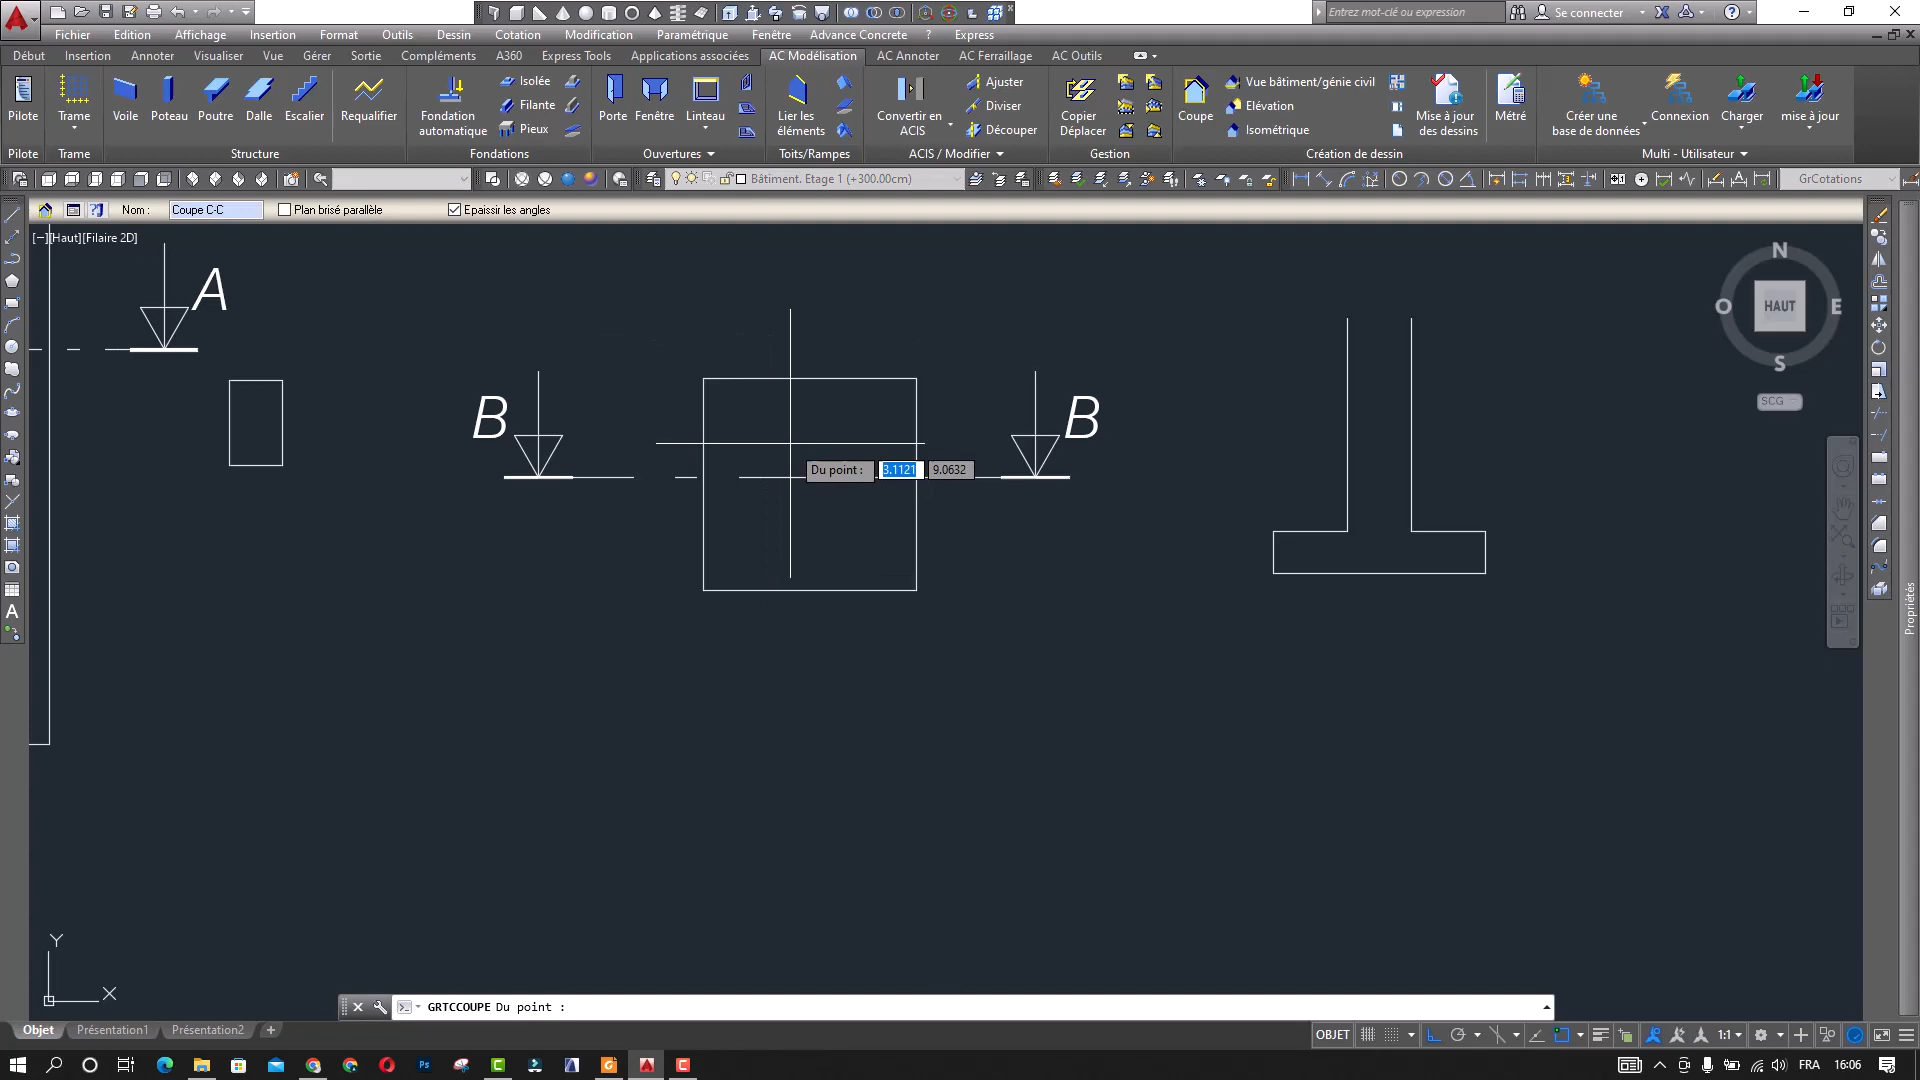 Entrez mot-clé ou expression
Se connecter
Fichier Edition Affichage Insertion Format Outils Dessin Cotation Modification Paramétrique Fenêtre Advance Concrete ? Express
Début Insertion Annoter Visualiser Vue Gérer Sortie Compléments A360 Express Tools Applications associées AC Modélisation AC Annoter AC Ferraillage AC Outils
Pilote
Trame
Voile
Poteau
Poutre
Dalle
Escalier
Requalifier
Fondation
automatique
Isolée
Filante
Pieux
Porte
Fenêtre
Linteau
Lier les
éléments
Convertir en
ACIS
Ajuster
Diviser
Découper
Copier
Déplacer
Coupe
Vue bâtiment/génie civil
Elévation
Isométrique
Mise à jour
des dessins
Métré
Créer une
base de données
Connexion
Charger
mise à jour
Pilote Trame Structure Fondations Ouvertures Toits/Rampes ACIS / Modifier Gestion Création de dessin Multi - Utilisateur
Bâtiment. Etage 1 (+300.00cm)
GrCotations
Nom : Coupe C-C Plan brisé parallèle Epaissir les angles
[−][Haut][Filaire 2D]
A
B
B
N
O
HAUT
E
S
SCG
Du point : 3.1121 9.0632
Propriétés
Y
X
GRTCCOUPE Du point :
Objet Présentation1 Présentation2 +
OBJET
1:1
Ps
FRA
16:06